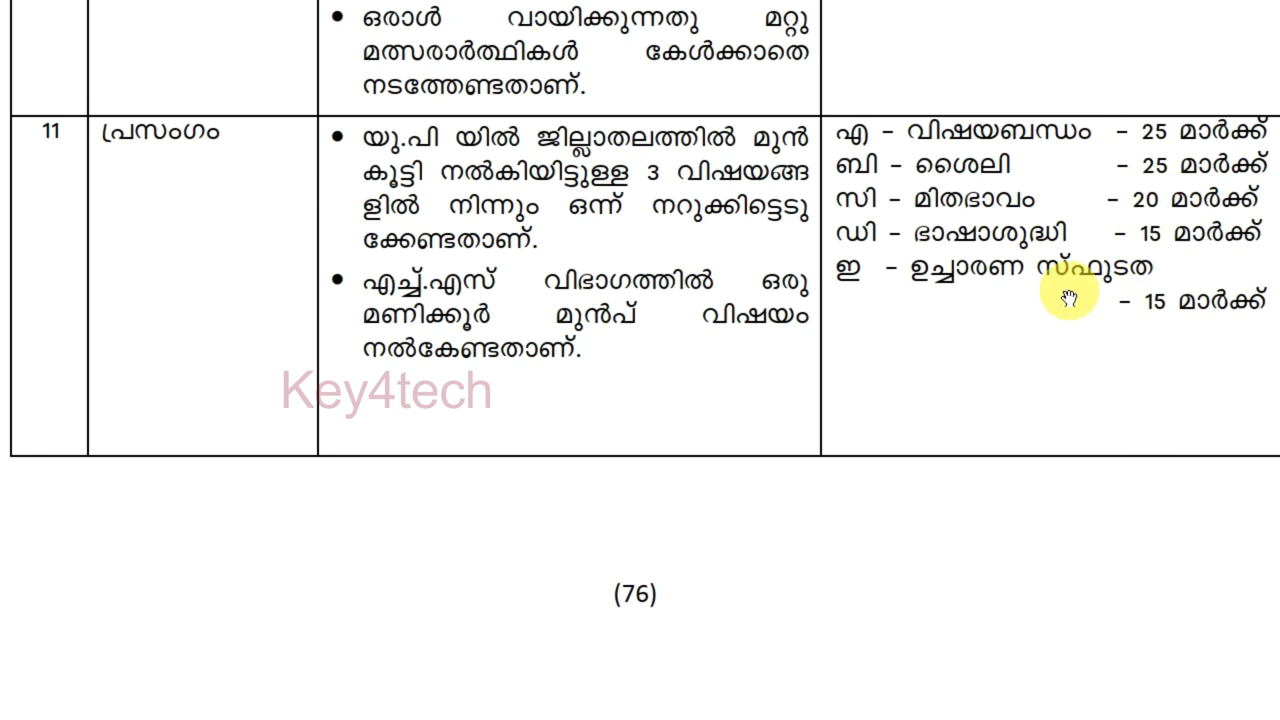 ● ഒരാൾ വായിക്കുന്നതു മറ്റു
മത്സരാർത്ഥികൾ കേൾക്കാതെ
നടത്തേണ്ടതാണ്.
11
പ്രസംഗം
● യു.പി യിൽ ജില്ലാതലത്തിൽ മുൻ
കൂട്ടി നൽകിയിട്ടുള്ള 3 വിഷയങ്ങ
ളിൽ നിന്നും ഒന്ന് നറുക്കിട്ടെടു
ക്കേണ്ടതാണ്.
● എച്ച്.എസ് വിഭാഗത്തിൽ ഒരു
മണിക്കൂർ മുൻപ് വിഷയം
നൽകേണ്ടതാണ്.
എ – വിഷയബന്ധം – 25 മാർക്ക്
ബി – ശൈലി – 25 മാർക്ക്
സി – മിതഭാവം – 20 മാർക്ക്
ഡി – ഭാഷാശുദ്ധി – 15 മാർക്ക്
ഇ – ഉച്ചാരണ സ്ഫുടത
– 15 മാർക്ക്
Key4tech
(76)